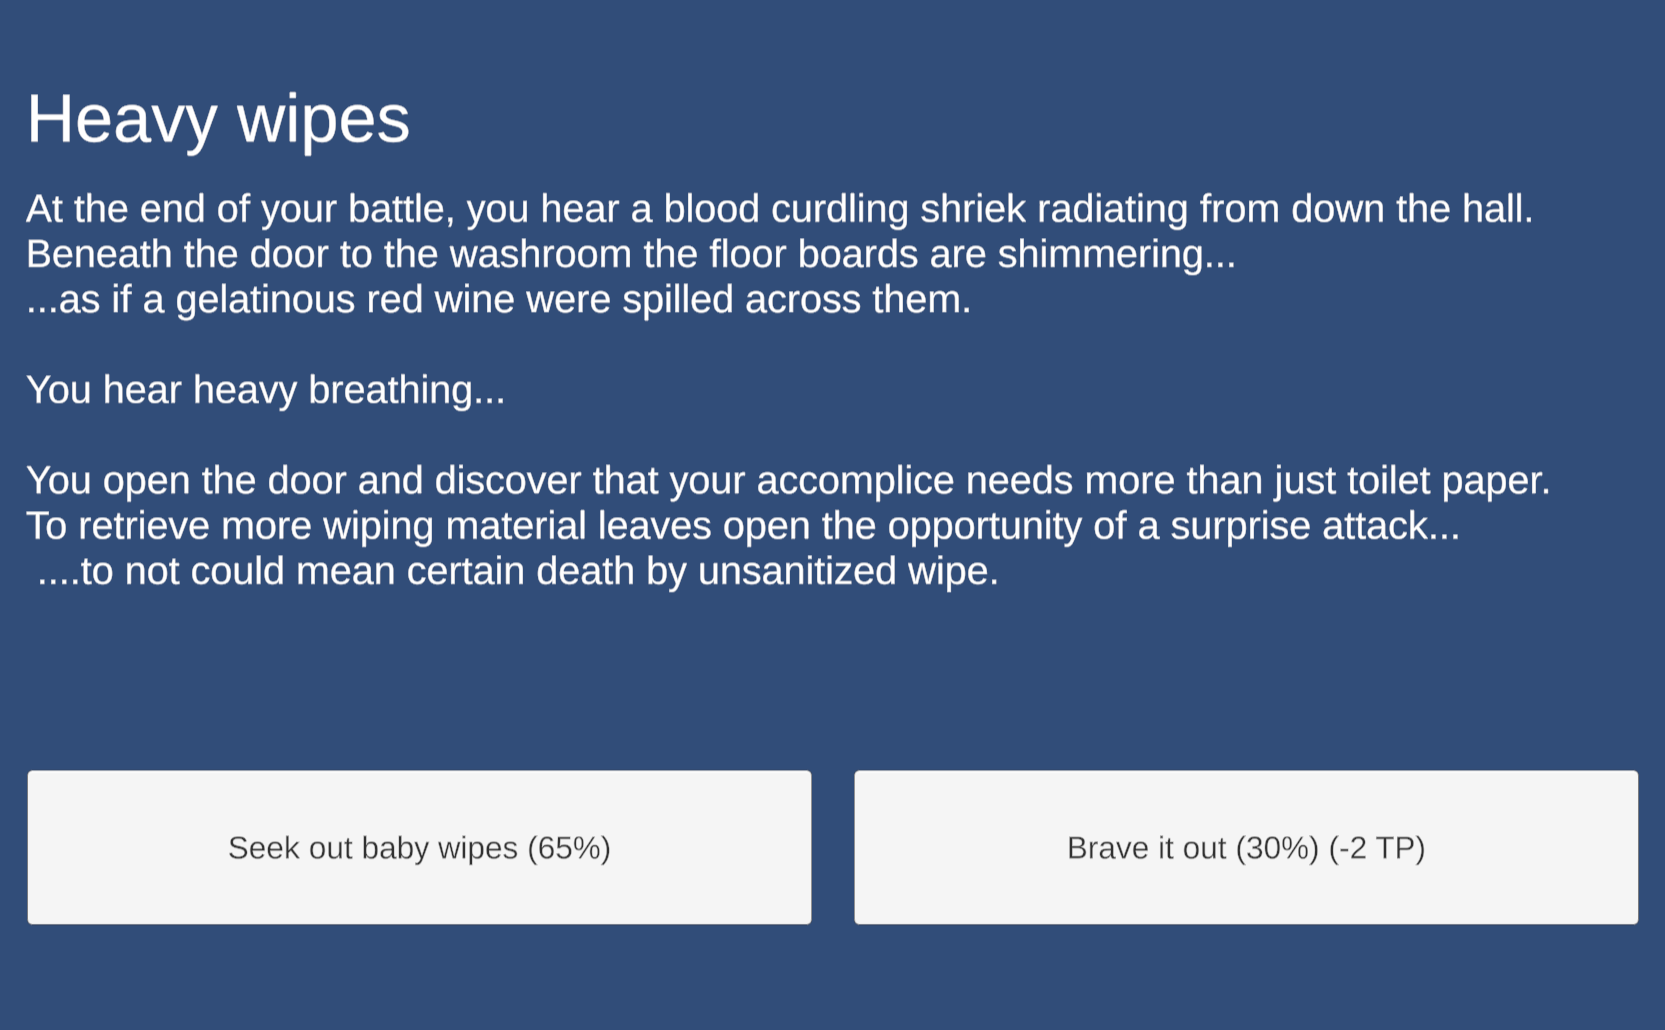 Heavy wipes
At the end of your battle, you hear a blood curdling shriek radiating from down the hall.
Beneath the door to the washroom the floor boards are shimmering...
...as if a gelatinous red wine were spilled across them.
You hear heavy breathing...
You open the door and discover that your accomplice needs more than just toilet paper.
To retrieve more wiping material leaves open the opportunity of a surprise attack...
....to not could mean certain death by unsanitized wipe.
Seek out baby wipes (65%)
Brave it out (30%) (-2 TP)